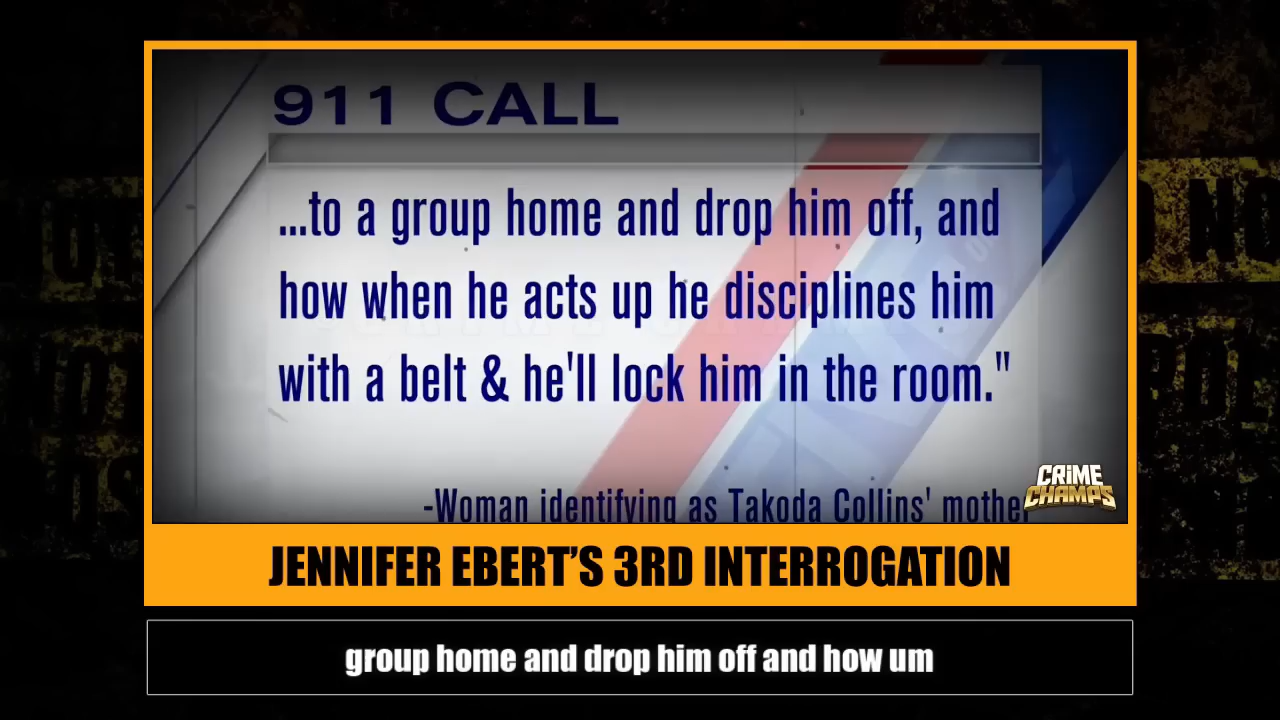 911 CALL
...to a group home and drop him off, and
how when he acts up he disciplines him
with a belt & he'll lock him in the room."
-Woman identifying as Takoda Collins' mother
CRIME
CHAMPS
JENNIFER EBERT'S 3RD INTERROGATION
group home and drop him off and how um